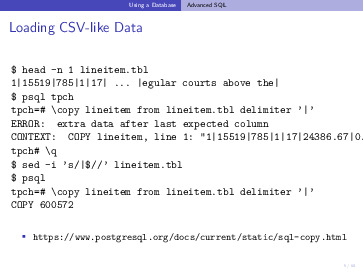 Using a Database Advanced SQL
Loading CSV-like Data
$ head -n 1 lineitem.tbl
1|15519|785|1|17| ... |egular courts above the|
$ psql tpch
tpch=# \copy lineitem from lineitem.tbl delimiter ’|’
ERROR: extra data after last expected column
CONTEXT: COPY lineitem, line 1: "1|15519|785|1|17|24386.67|0.
tpch# \q
$ sed -i ’s/|$//’ lineitem.tbl
$ psql
tpch=# \copy lineitem from lineitem.tbl delimiter ’|’
COPY 600572
https://www.postgresql.org/docs/current/static/sql-copy.html